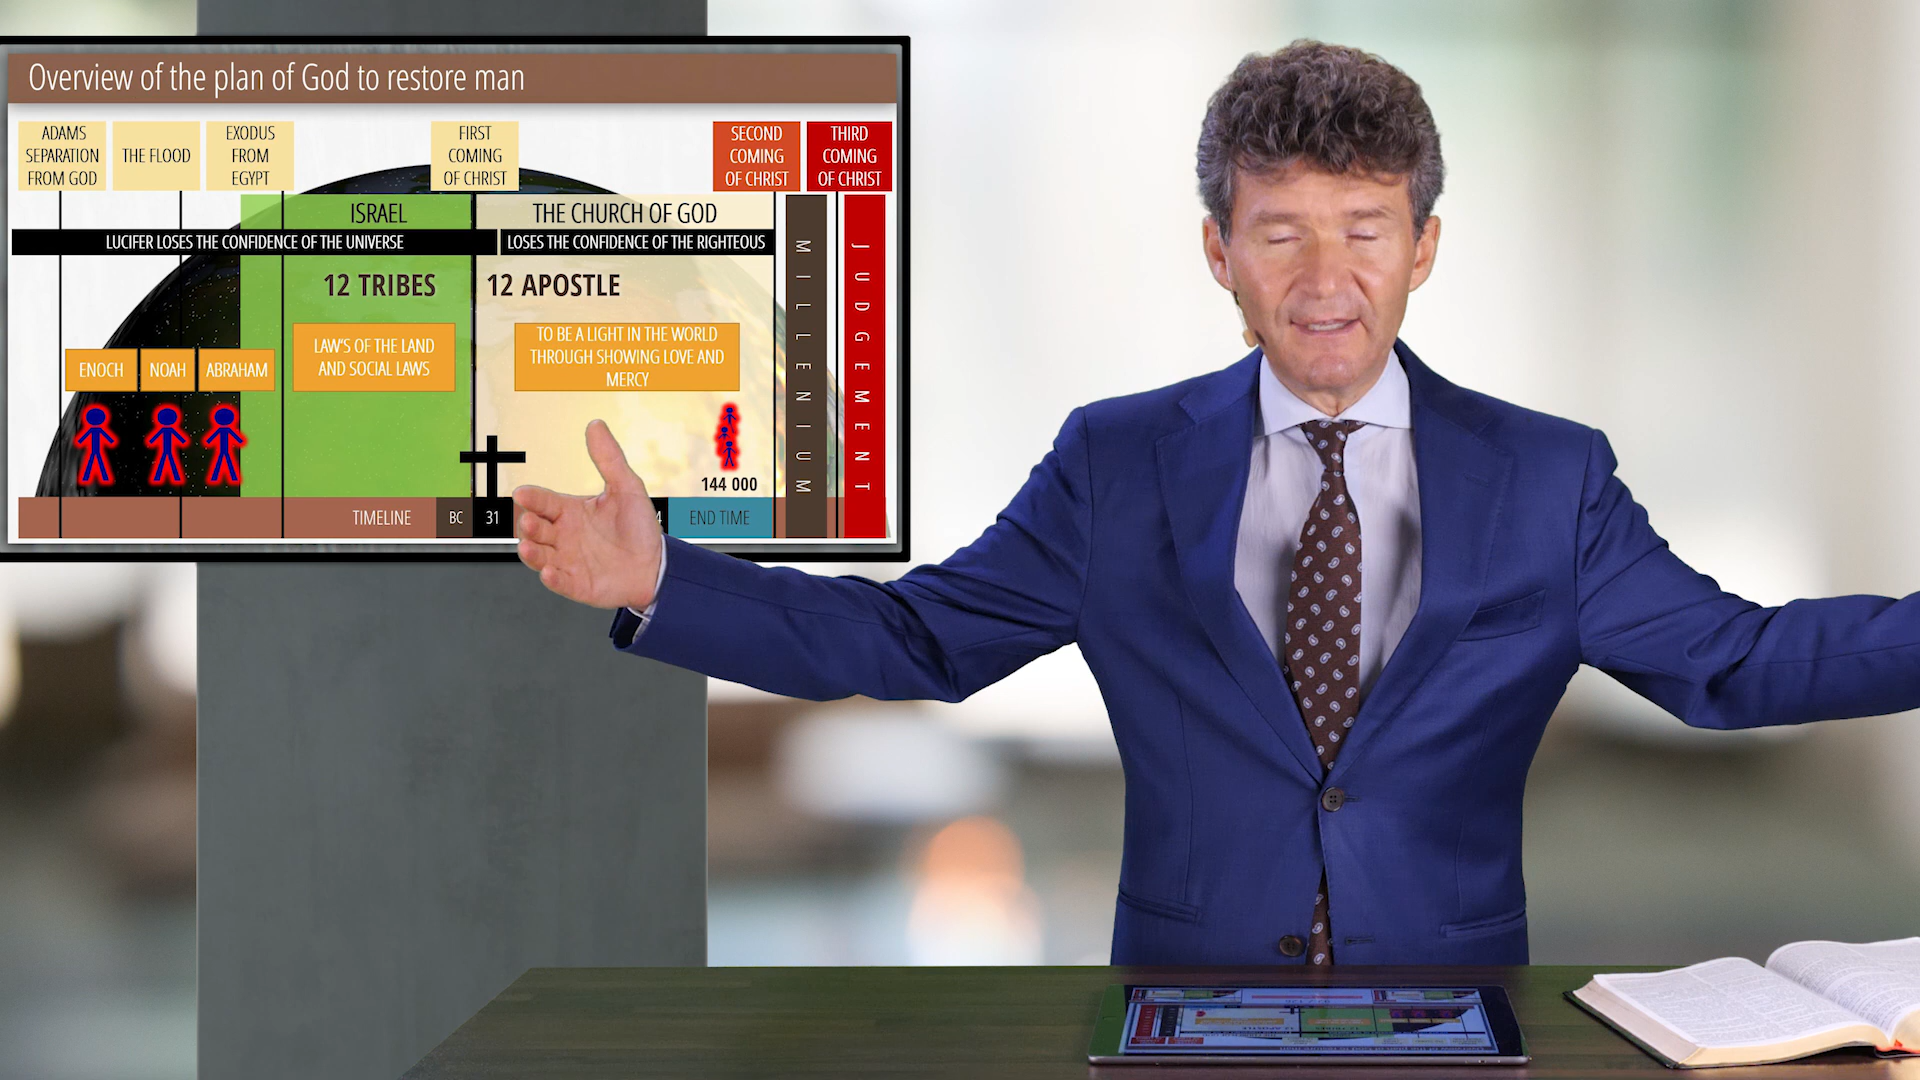 Overview of the plan of God to restore man
ADAMS
SEPARATION
FROM GOD
THE FLOOD
EXODUS
FROM
EGYPT
FIRST
COMING
OF CHRIST
SECOND
COMING
OF CHRIST
THIRD
COMING
OF CHRIST
ISRAEL
THE CHURCH OF GOD
LUCIFER LOSES THE CONFIDENCE OF THE UNIVERSE
LOSES THE CONFIDENCE OF THE RIGHTEOUS
12 TRIBES
12 APOSTLE
LAW'S OF THE LAND
AND SOCIAL LAWS
TO BE A LIGHT IN THE WORLD
THROUGH SHOWING LOVE AND
MERCY
ENOCH
NOAH
ABRAHAM
144 000
MILLENIUM
JUDGEMENT
TIMELINE
BC
31
4
END TIME